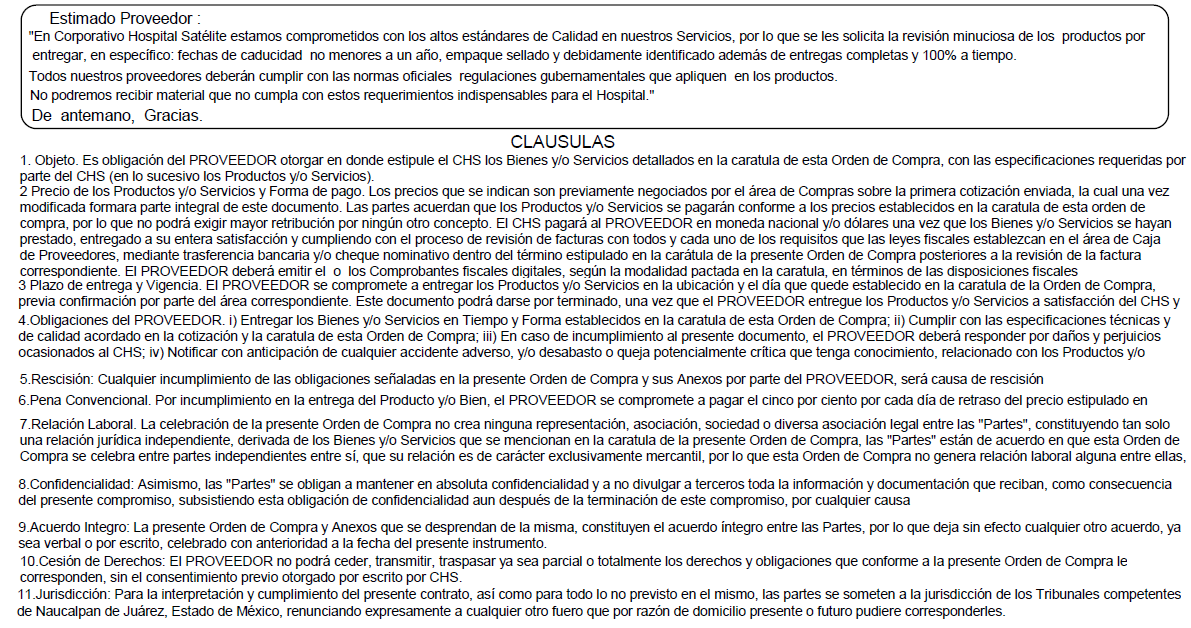 Estimado Proveedor :
"En Corporativo Hospital Satélite estamos comprometidos con los altos estándares de Calidad en nuestros Servicios, por lo que se les solicita la revisión minuciosa de los  productos por
entregar, en específico: fechas de caducidad  no menores a un año, empaque sellado y debidamente identificado además de entregas completas y 100% a tiempo.
Todos nuestros proveedores deberán cumplir con las normas oficiales  regulaciones gubernamentales que apliquen  en los productos.
No podremos recibir material que no cumpla con estos requerimientos indispensables para el Hospital."
De  antemano,  Gracias.
CLAUSULAS
1. Objeto. Es obligación del PROVEEDOR otorgar en donde estipule el CHS los Bienes y/o Servicios detallados en la caratula de esta Orden de Compra, con las especificaciones requeridas por
parte del CHS (en lo sucesivo los Productos y/o Servicios).
2 Precio de los Productos y/o Servicios y Forma de pago. Los precios que se indican son previamente negociados por el área de Compras sobre la primera cotización enviada, la cual una vez
modificada formara parte integral de este documento. Las partes acuerdan que los Productos y/o Servicios se pagarán conforme a los precios establecidos en la caratula de esta orden de
compra, por lo que no podrá exigir mayor retribución por ningún otro concepto. El CHS pagará al PROVEEDOR en moneda nacional y/o dólares una vez que los Bienes y/o Servicios se hayan
prestado, entregado a su entera satisfacción y cumpliendo con el proceso de revisión de facturas con todos y cada uno de los requisitos que las leyes fiscales establezcan en el área de Caja
de Proveedores, mediante trasferencia bancaria y/o cheque nominativo dentro del término estipulado en la carátula de la presente Orden de Compra posteriores a la revisión de la factura
correspondiente. El PROVEEDOR deberá emitir el  o  los Comprobantes fiscales digitales, según la modalidad pactada en la caratula, en términos de las disposiciones fiscales
3 Plazo de entrega y Vigencia. El PROVEEDOR se compromete a entregar los Productos y/o Servicios en la ubicación y el día que quede establecido en la caratula de la Orden de Compra,
previa confirmación por parte del área correspondiente. Este documento podrá darse por terminado, una vez que el PROVEEDOR entregue los Productos y/o Servicios a satisfacción del CHS y
4.Obligaciones del PROVEEDOR. i) Entregar los Bienes y/o Servicios en Tiempo y Forma establecidos en la caratula de esta Orden de Compra; ii) Cumplir con las especificaciones técnicas y
de calidad acordado en la cotización y la caratula de esta Orden de Compra; iii) En caso de incumplimiento al presente documento, el PROVEEDOR deberá responder por daños y perjuicios
ocasionados al CHS; iv) Notificar con anticipación de cualquier accidente adverso, y/o desabasto o queja potencialmente crítica que tenga conocimiento, relacionado con los Productos y/o
5.Rescisión: Cualquier incumplimiento de las obligaciones señaladas en la presente Orden de Compra y sus Anexos por parte del PROVEEDOR, será causa de rescisión
6.Pena Convencional. Por incumplimiento en la entrega del Producto y/o Bien, el PROVEEDOR se compromete a pagar el cinco por ciento por cada día de retraso del precio estipulado en
7.Relación Laboral. La celebración de la presente Orden de Compra no crea ninguna representación, asociación, sociedad o diversa asociación legal entre las "Partes", constituyendo tan solo
una relación jurídica independiente, derivada de los Bienes y/o Servicios que se mencionan en la caratula de la presente Orden de Compra, las "Partes" están de acuerdo en que esta Orden de
Compra se celebra entre partes independientes entre sí, que su relación es de carácter exclusivamente mercantil, por lo que esta Orden de Compra no genera relación laboral alguna entre ellas,
8.Confidencialidad: Asimismo, las "Partes" se obligan a mantener en absoluta confidencialidad y a no divulgar a terceros toda la información y documentación que reciban, como consecuencia
del presente compromiso, subsistiendo esta obligación de confidencialidad aun después de la terminación de este compromiso, por cualquier causa
9.Acuerdo Integro: La presente Orden de Compra y Anexos que se desprendan de la misma, constituyen el acuerdo íntegro entre las Partes, por lo que deja sin efecto cualquier otro acuerdo, ya
sea verbal o por escrito, celebrado con anterioridad a la fecha del presente instrumento.
10.Cesión de Derechos: El PROVEEDOR no podrá ceder, transmitir, traspasar ya sea parcial o totalmente los derechos y obligaciones que conforme a la presente Orden de Compra le
corresponden, sin el consentimiento previo otorgado por escrito por CHS.
11.Jurisdicción: Para la interpretación y cumplimiento del presente contrato, así como para todo lo no previsto en el mismo, las partes se someten a la jurisdicción de los Tribunales competentes
de Naucalpan de Juárez, Estado de México, renunciando expresamente a cualquier otro fuero que por razón de domicilio presente o futuro pudiere corresponderles.